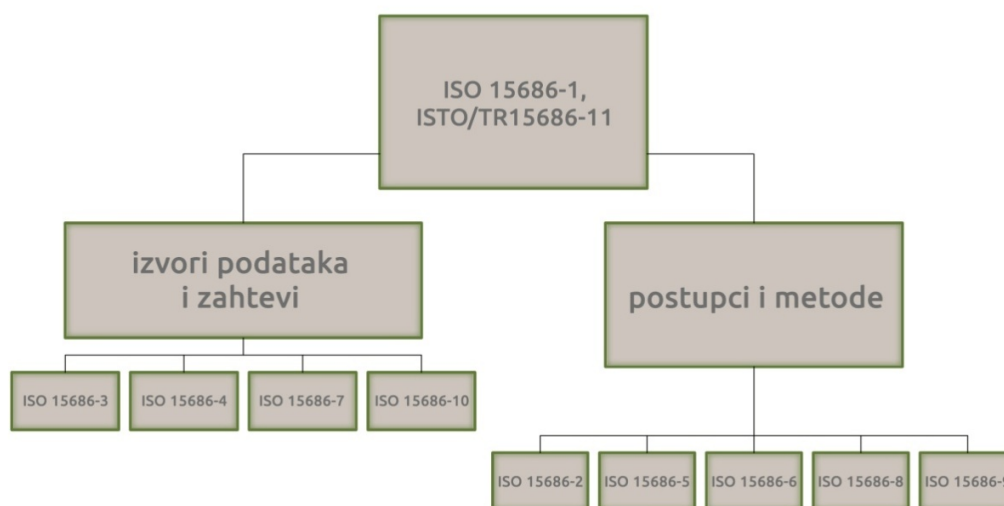 ISO 15686-1,
ISTO/TR15686-11
izvori podataka
i zahtevi
postupci i metode
ISO 15686-3
ISO 15686-4
ISO 15686-7
ISO 15686-10
ISO 15686-2
ISO 15686-5
ISO 15686-6
ISO 15686-8
ISO 15686-9